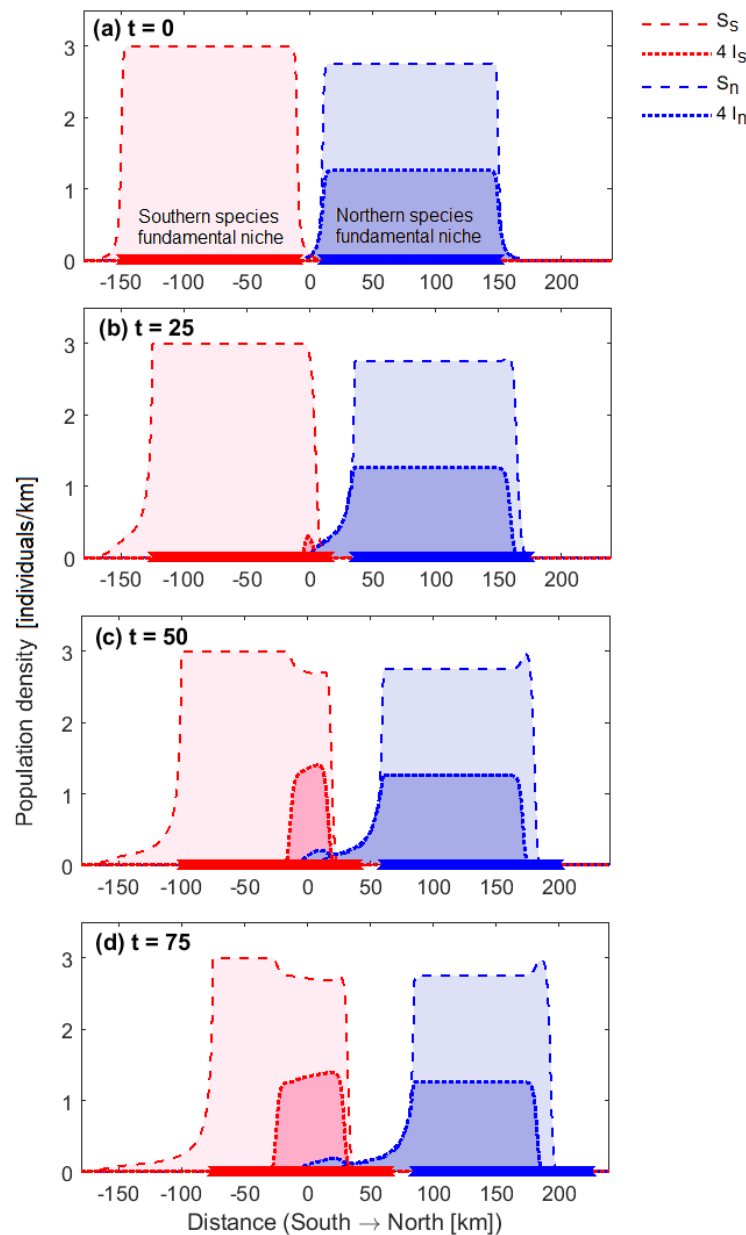 (a) t = 0
S_s
4 I_s
S_n
4 I_n
3
2
1
0
Southern species
fundamental niche
Northern species
fundamental niche
-150 -100 -50 0 50 100 150 200
(b) t = 25
3
2
1
0
-150 -100 -50 0 50 100 150 200
Population density [individuals/km]
(c) t = 50
3
2
1
0
-150 -100 -50 0 50 100 150 200
(d) t = 75
3
2
1
0
-150 -100 -50 0 50 100 150 200
Distance (South → North [km])